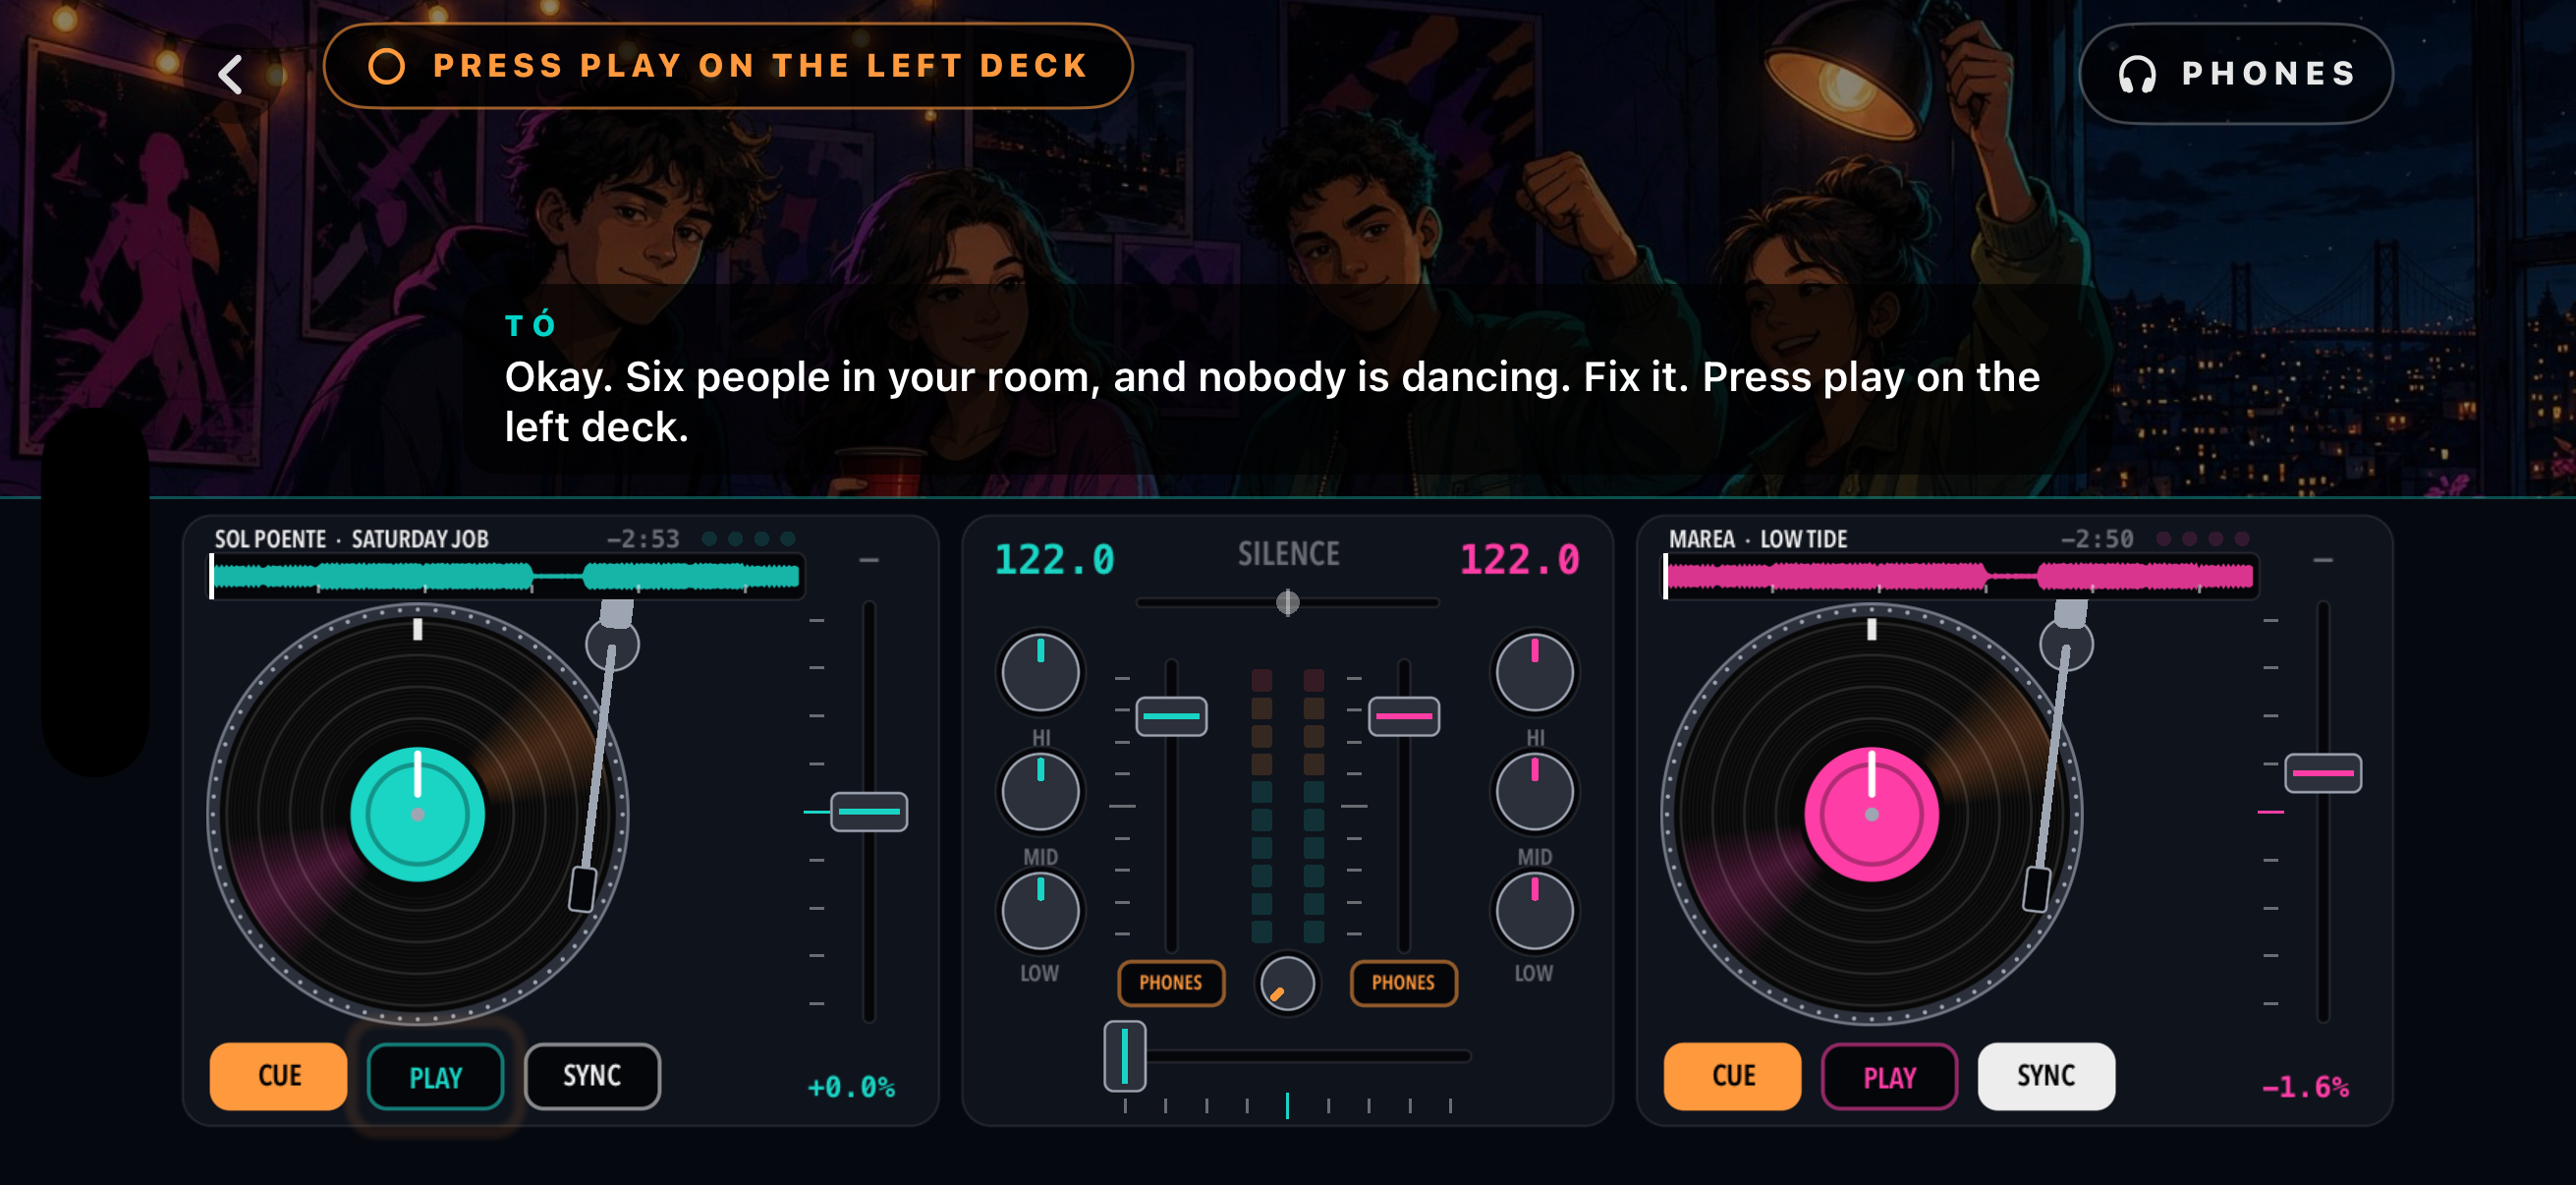 PRESS PLAY ON THE LEFT DECK
PHONES
TÓ
Okay. Six people in your room, and nobody is dancing. Fix it. Press play on the
left deck.
SOL POENTE · SATURDAY JOB
−2:53
122.0
SILENCE
122.0
MAREA · LOW TIDE
−2:50
HI
HI
MID
MID
LOW
LOW
PHONES
PHONES
CUE
PLAY
SYNC
+0.0%
CUE
PLAY
SYNC
−1.6%